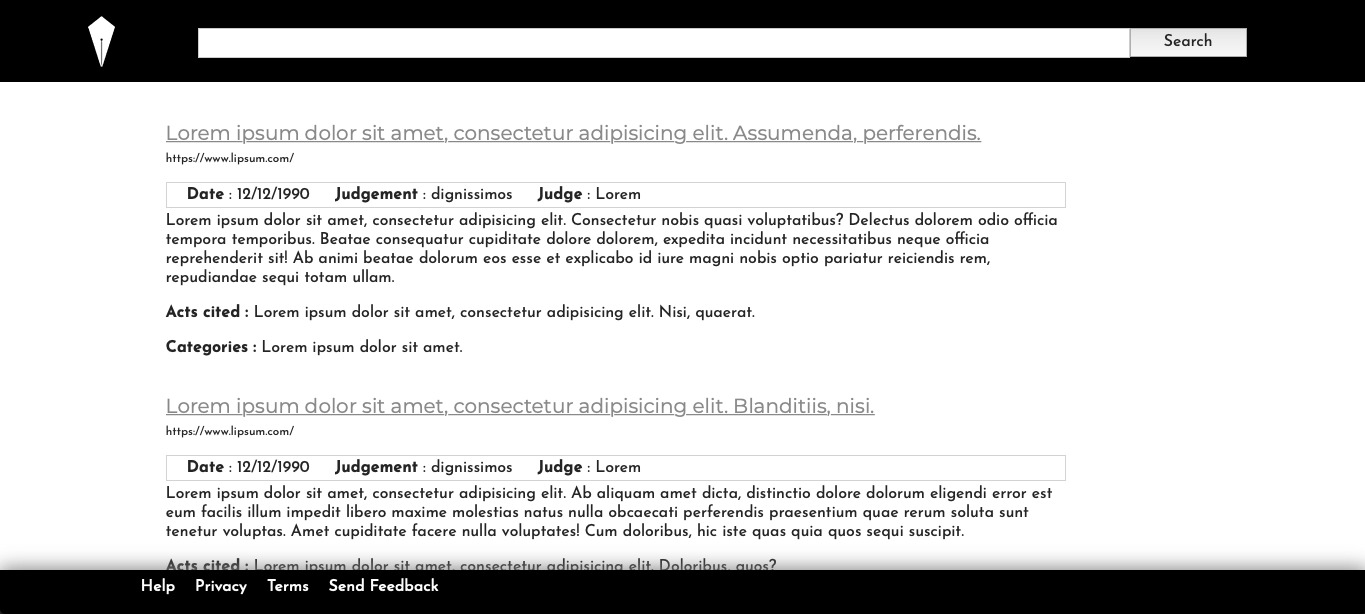 Search
Lorem ipsum dolor sit amet, consectetur adipisicing elit. Assumenda, perferendis.
https://www.lipsum.com/
Date : 12/12/1990 Judgement : dignissimos Judge : Lorem
Lorem ipsum dolor sit amet, consectetur adipisicing elit. Consectetur nobis quasi voluptatibus? Delectus dolorem odio officia
tempora temporibus. Beatae consequatur cupiditate dolore dolorem, expedita incidunt necessitatibus neque officia
reprehenderit sit! Ab animi beatae dolorum eos esse et explicabo id iure magni nobis optio pariatur reiciendis rem,
repudiandae sequi totam ullam.
Acts cited : Lorem ipsum dolor sit amet, consectetur adipisicing elit. Nisi, quaerat.
Categories : Lorem ipsum dolor sit amet.
Lorem ipsum dolor sit amet, consectetur adipisicing elit. Blanditiis, nisi.
https://www.lipsum.com/
Date : 12/12/1990 Judgement : dignissimos Judge : Lorem
Lorem ipsum dolor sit amet, consectetur adipisicing elit. Ab aliquam amet dicta, distinctio dolore dolorum eligendi error est
eum facilis illum impedit libero maxime molestias natus nulla obcaecati perferendis praesentium quae rerum soluta sunt
tenetur voluptas. Amet cupiditate facere nulla voluptates! Cum doloribus, hic iste quas quia quos sequi suscipit.
Acts cited : Lorem ipsum dolor sit amet, consectetur adipisicing elit. Doloribus, quos?
Help Privacy Terms Send Feedback